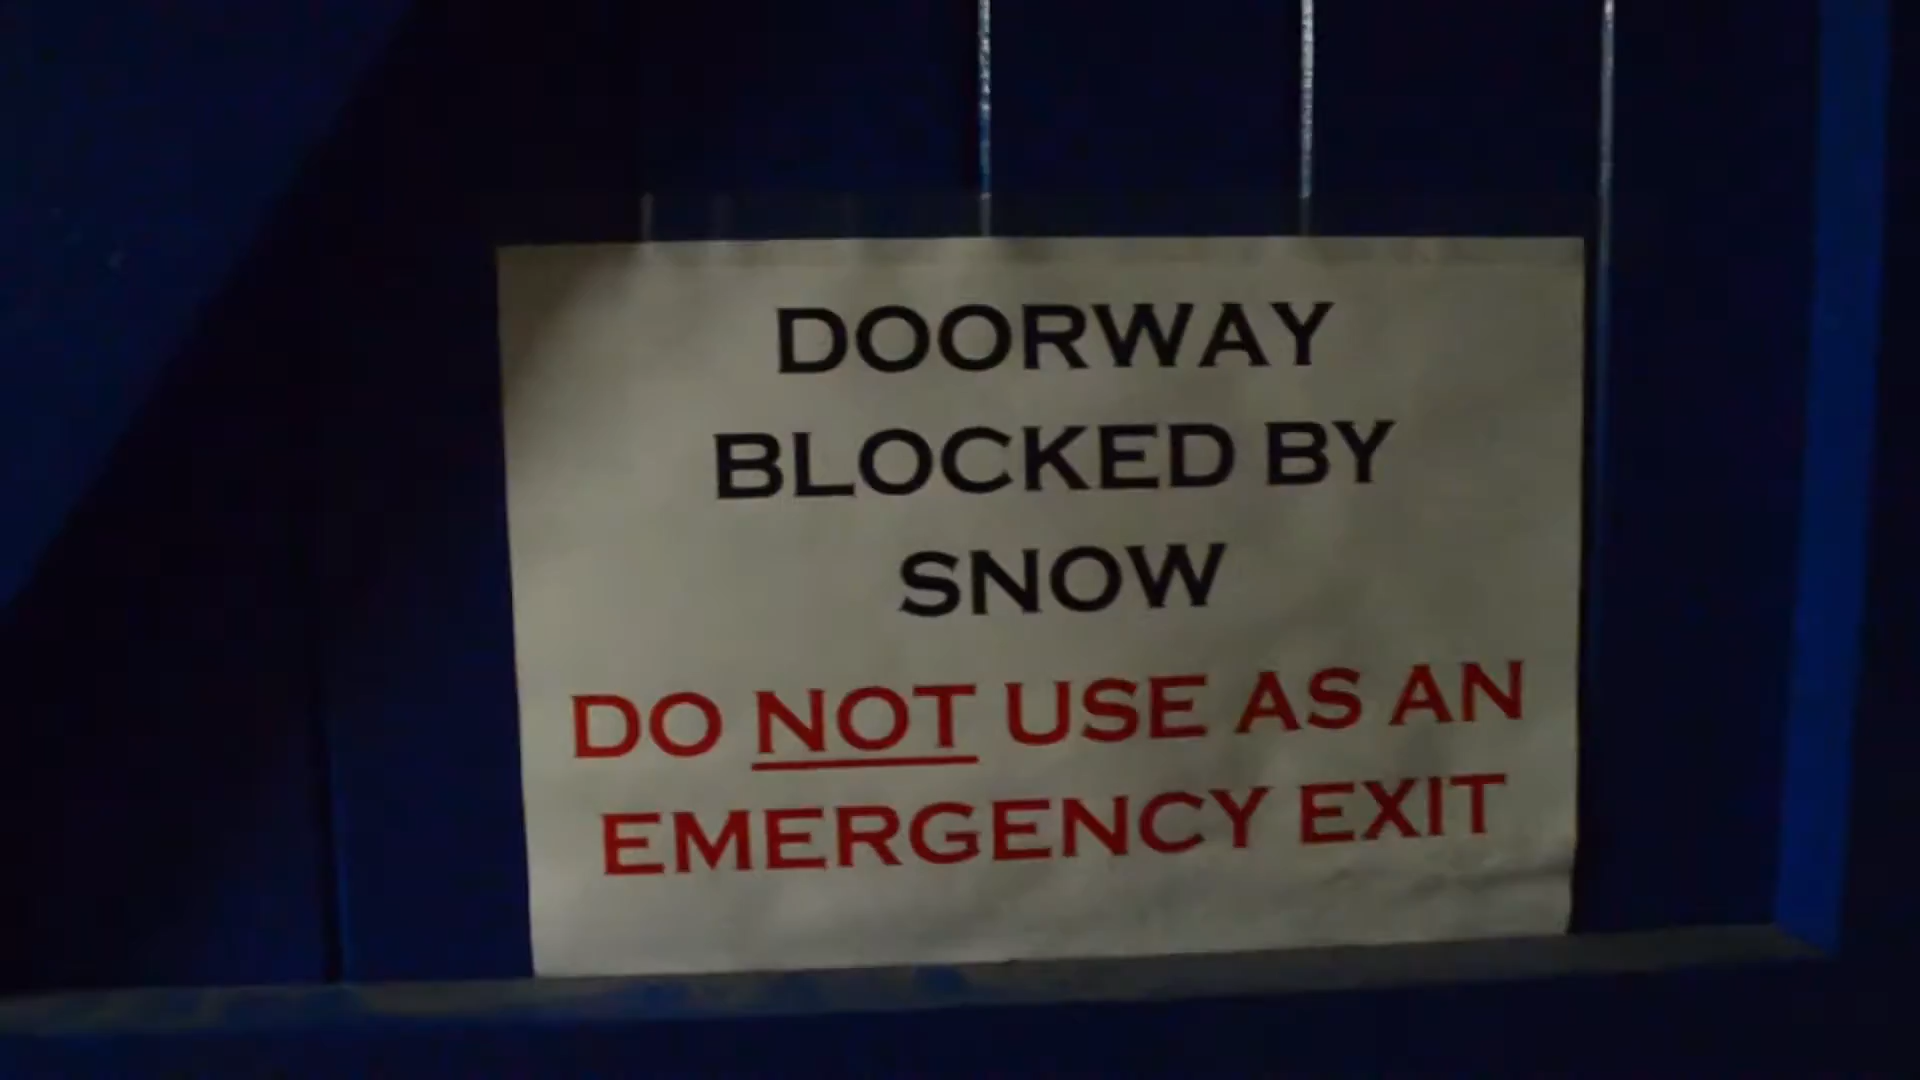 DOORWAY
BLOCKED BY
SNOW
DO NOT USE AS AN
EMERGENCY EXIT